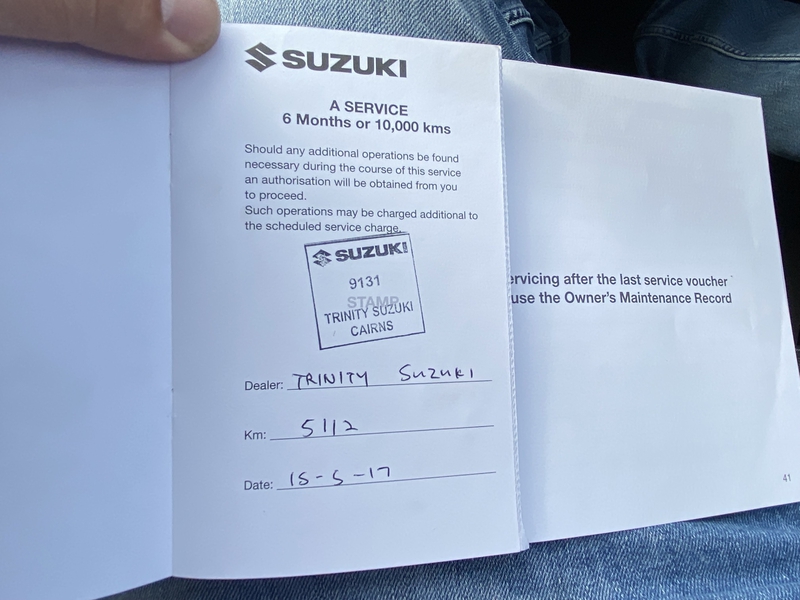 SUZUKI
A SERVICE
6 Months or 10,000 kms
Should any additional operations be found
necessary during the course of this service
an authorisation will be obtained from you
to proceed.
Such operations may be charged additional to
the scheduled service charge.
SUZUKI
9131
STAMP
TRINITY SUZUKI
CAIRNS
Dealer: TRINITY SUZUKI
Km: 5112
Date: 15-5-17
ervicing after the last service voucher
use the Owner's Maintenance Record
41